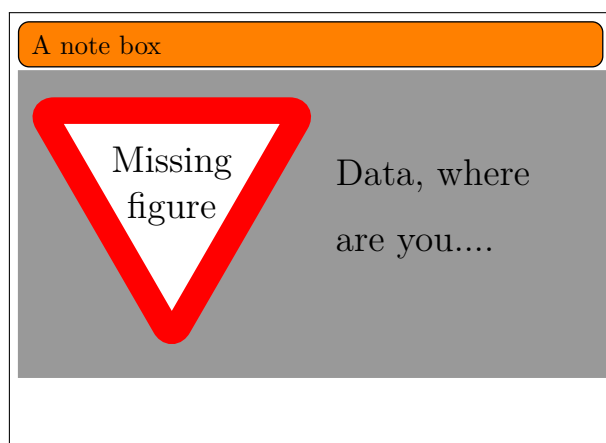 A note box
Missing
figure
Data, where
are you....